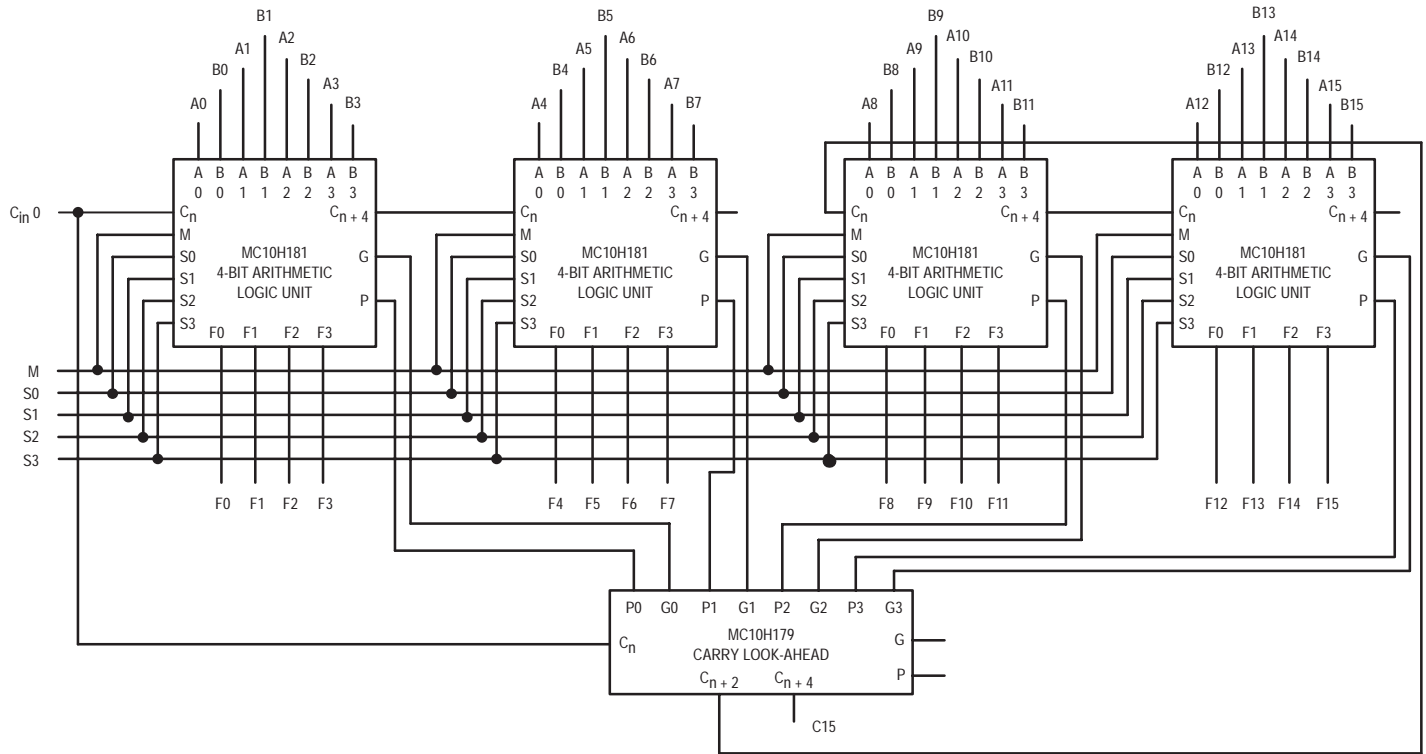 B1 B5 B9 B13
A2 A6 A10 A14
A1 A5 A9 A13
B2 B6 B10 B14
B0 B4 B8 B12
A3 A7 A11 A15
A0 B3 A4 B7 A8 B11 A12 B15
A B A B A B A B A B A B A B A B A B A B A B A B A B A B A B A B
0 0 1 1 2 2 3 3 0 0 1 1 2 2 3 3 0 0 1 1 2 2 3 3 0 0 1 1 2 2 3 3
Cin 0 Cn Cn + 4 Cn Cn + 4 Cn Cn + 4 Cn Cn + 4
M M M M
MC10H181 MC10H181 MC10H181 MC10H181
S0 G S0 G S0 G S0 G
4-BIT ARITHMETIC 4-BIT ARITHMETIC 4-BIT ARITHMETIC 4-BIT ARITHMETIC
S1 S1 S1 S1
LOGIC UNIT LOGIC UNIT LOGIC UNIT LOGIC UNIT
S2 P S2 P S2 P S2 P
S3 S3 S3 S3
F0 F1 F2 F3 F0 F1 F2 F3 F0 F1 F2 F3 F0 F1 F2 F3
M
S0
S1
S2
S3
F0 F1 F2 F3 F4 F5 F6 F7 F8 F9 F10 F11 F12 F13 F14 F15
P0 G0 P1 G1 P2 G2 P3 G3
MC10H179
Cn G
CARRY LOOK-AHEAD
Cn + 2 Cn + 4 P
C15